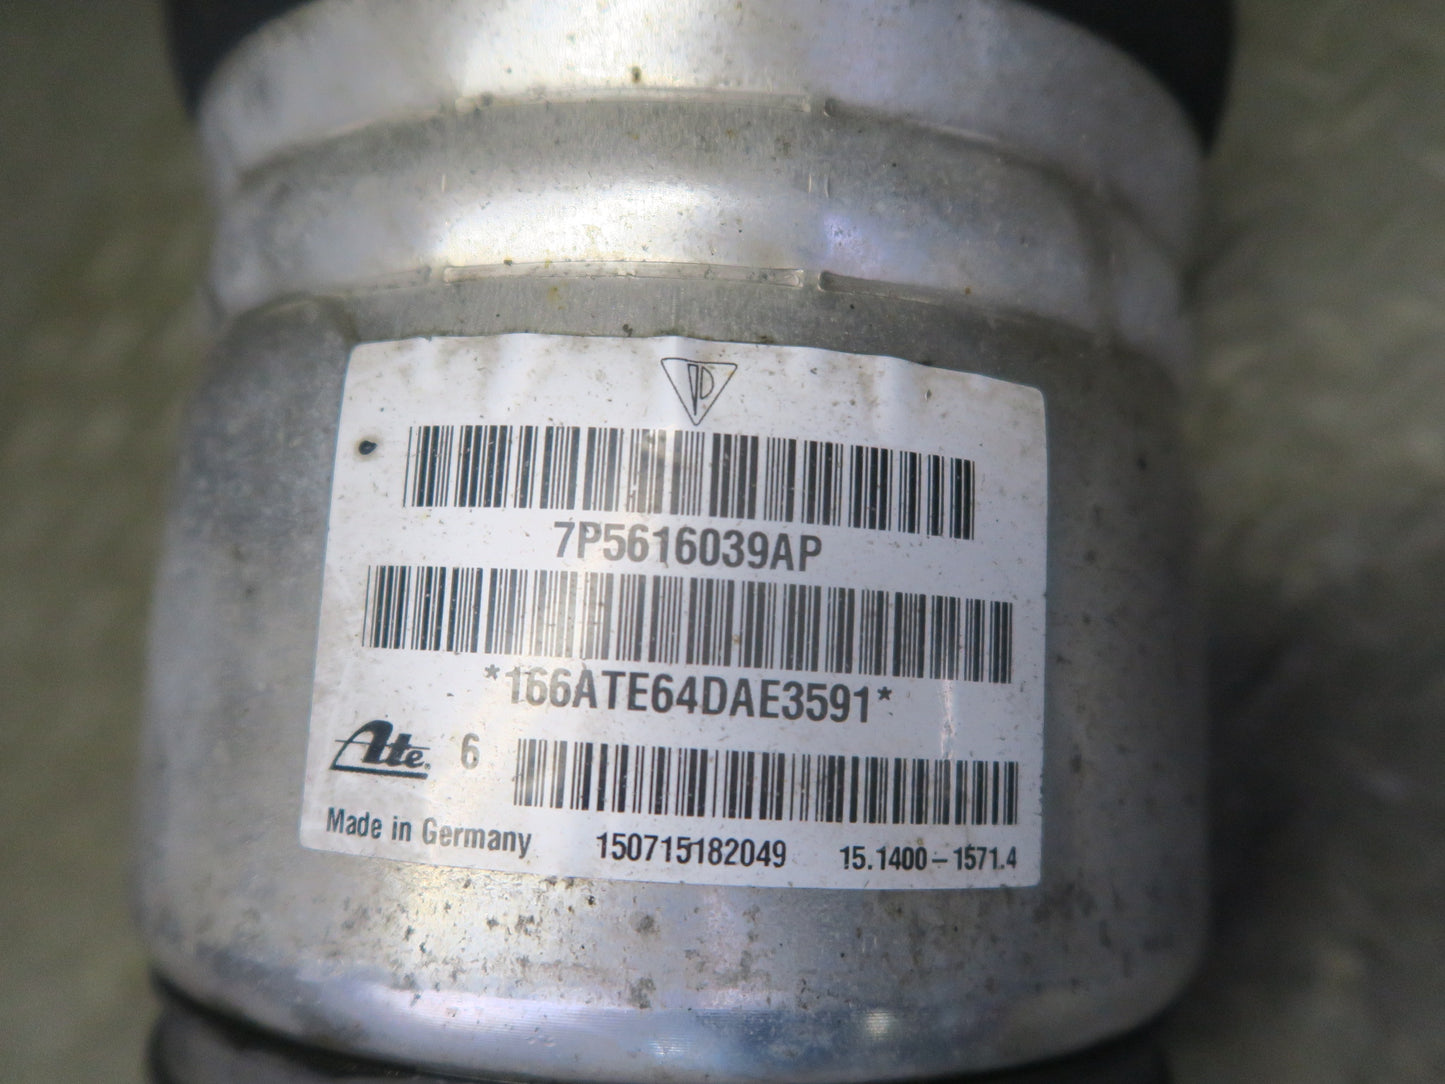 7P5616039AP
*166ATE64DAE3591*
Ate 6
Made in Germany 150715182049 15.1400-1571.4